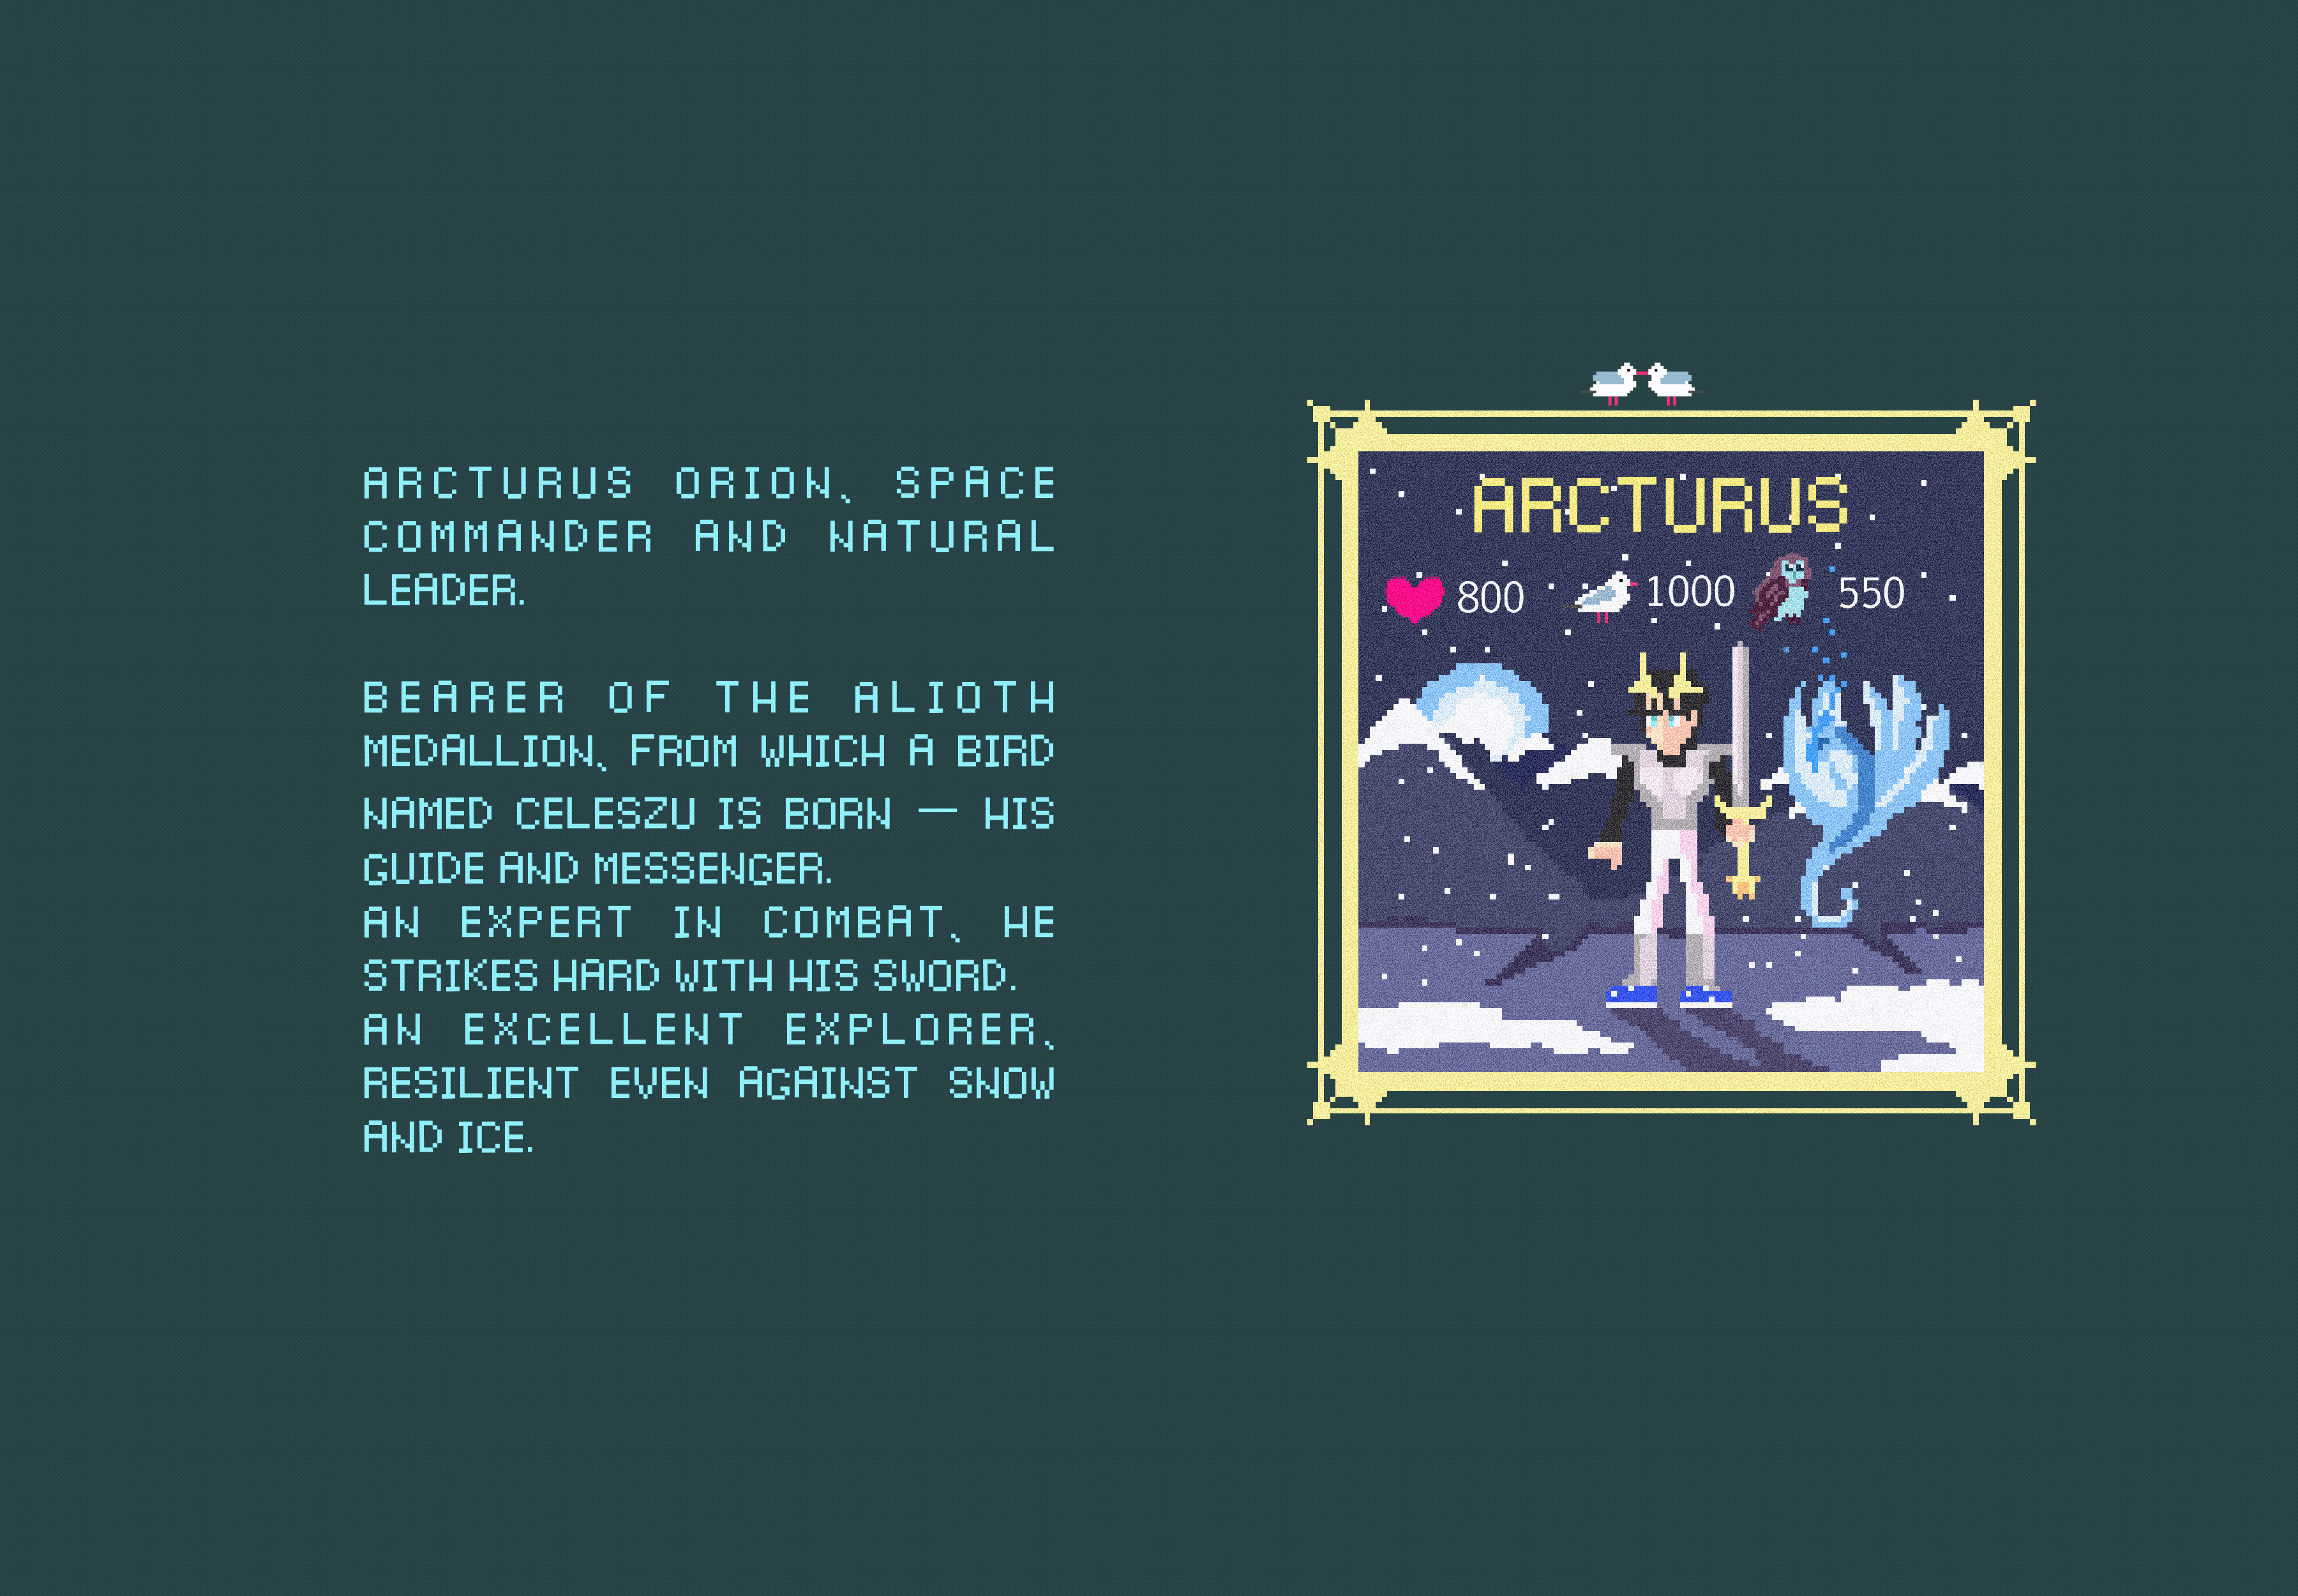 ARCTURUS ORION, SPACE
COMMANDER AND NATURAL
LEADER.
BEARER OF THE ALIOTH
MEDALLION, FROM WHICH A BIRD
NAMED CELESZU IS BORN — HIS
GUIDE AND MESSENGER.
AN EXPERT IN COMBAT, HE
STRIKES HARD WITH HIS SWORD.
AN EXCELLENT EXPLORER,
RESILIENT EVEN AGAINST SNOW
AND ICE.
ARCTURUS
800 1000 550